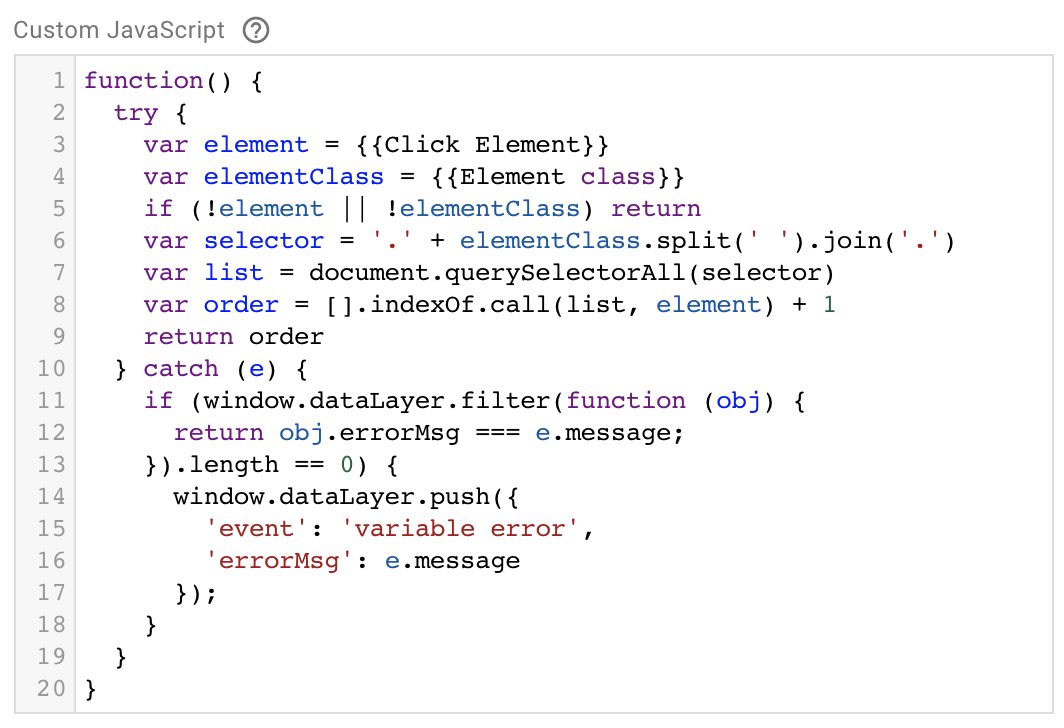 Custom JavaScript ?
1 function() {
2   try {
3     var element = {{Click Element}}
4     var elementClass = {{Element class}}
5     if (!element || !elementClass) return
6     var selector = '.' + elementClass.split(' ').join('.')
7     var list = document.querySelectorAll(selector)
8     var order = [].indexOf.call(list, element) + 1
9     return order
10   } catch (e) {
11     if (window.dataLayer.filter(function (obj) {
12       return obj.errorMsg === e.message;
13     }).length == 0) {
14       window.dataLayer.push({
15         'event': 'variable error',
16         'errorMsg': e.message
17       });
18     }
19   }
20 }